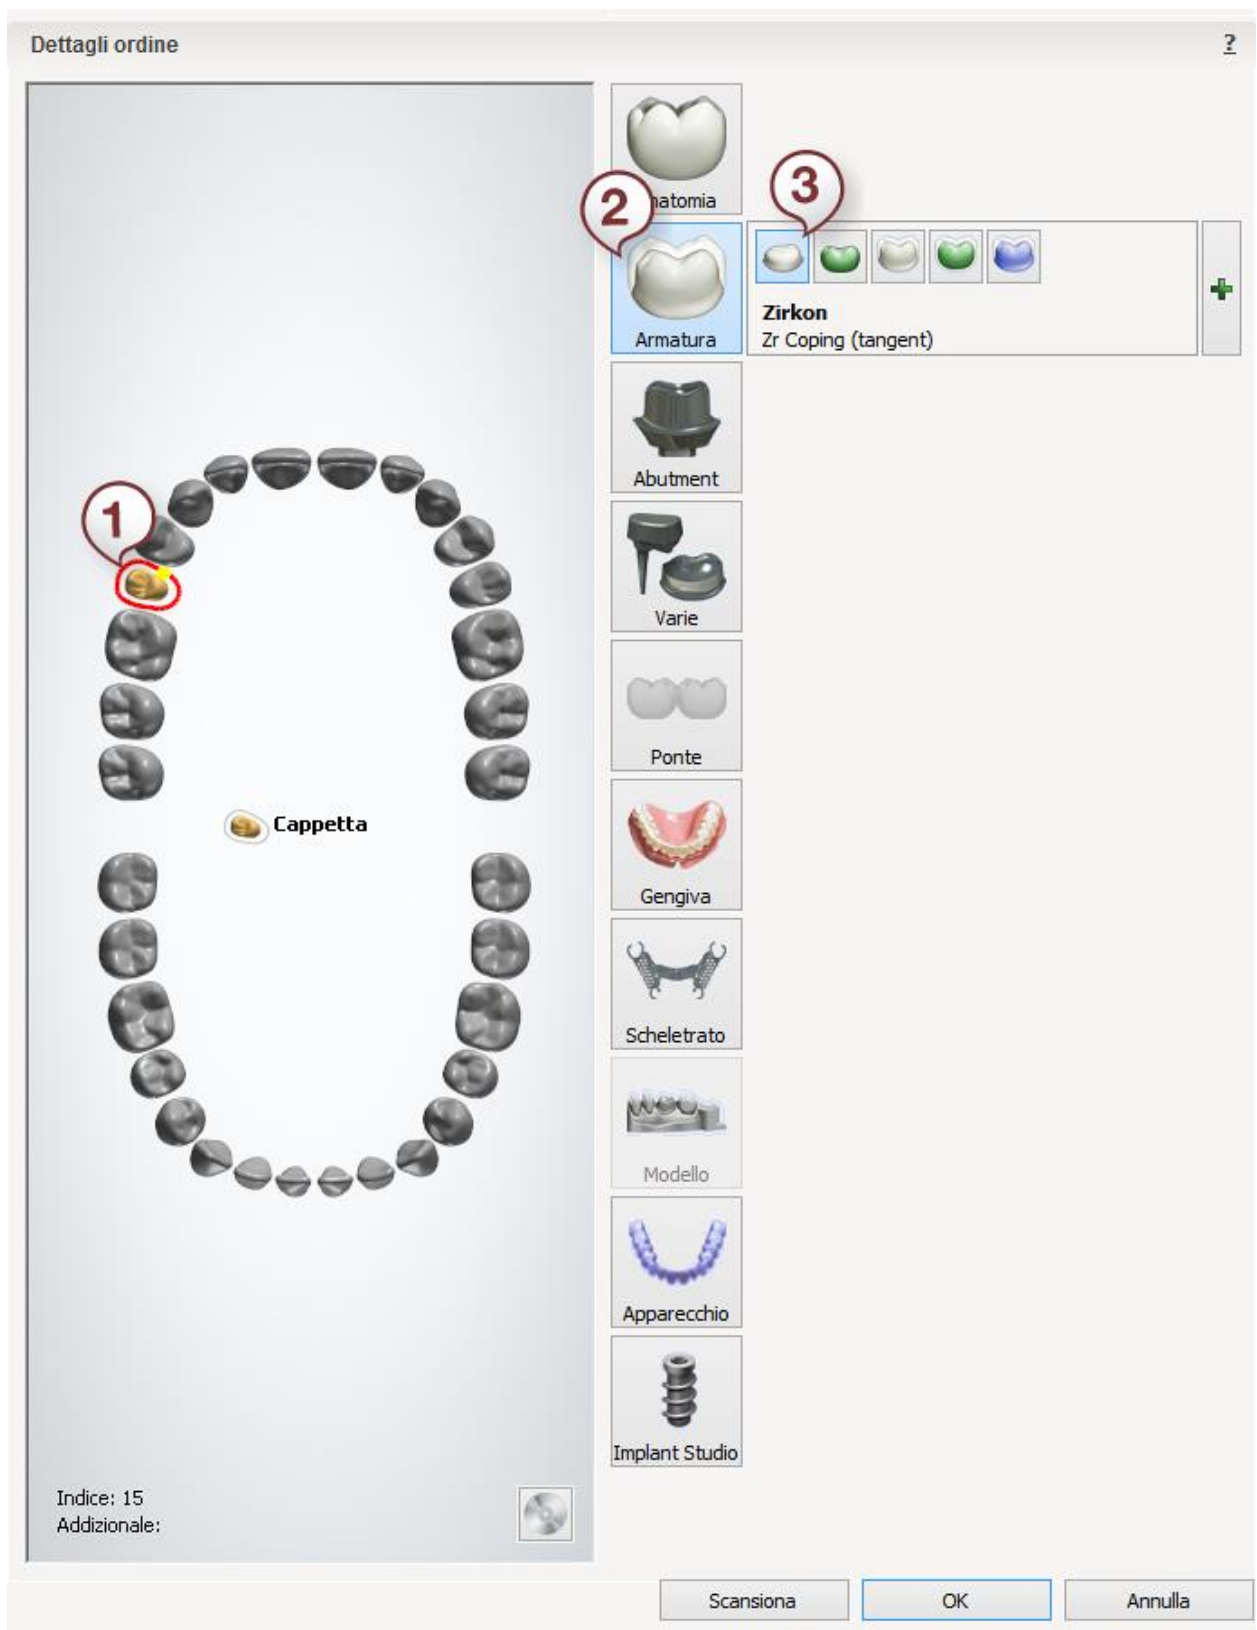 Dettagli ordine
?
natomia
2
3
Zirkon
Zr Coping (tangent)
Armatura
Abutment
1
Varie
Ponte
Cappetta
Gengiva
Scheletrato
Modello
Apparecchio
Implant Studio
Indice: 15
Addizionale:
Scansiona
OK
Annulla